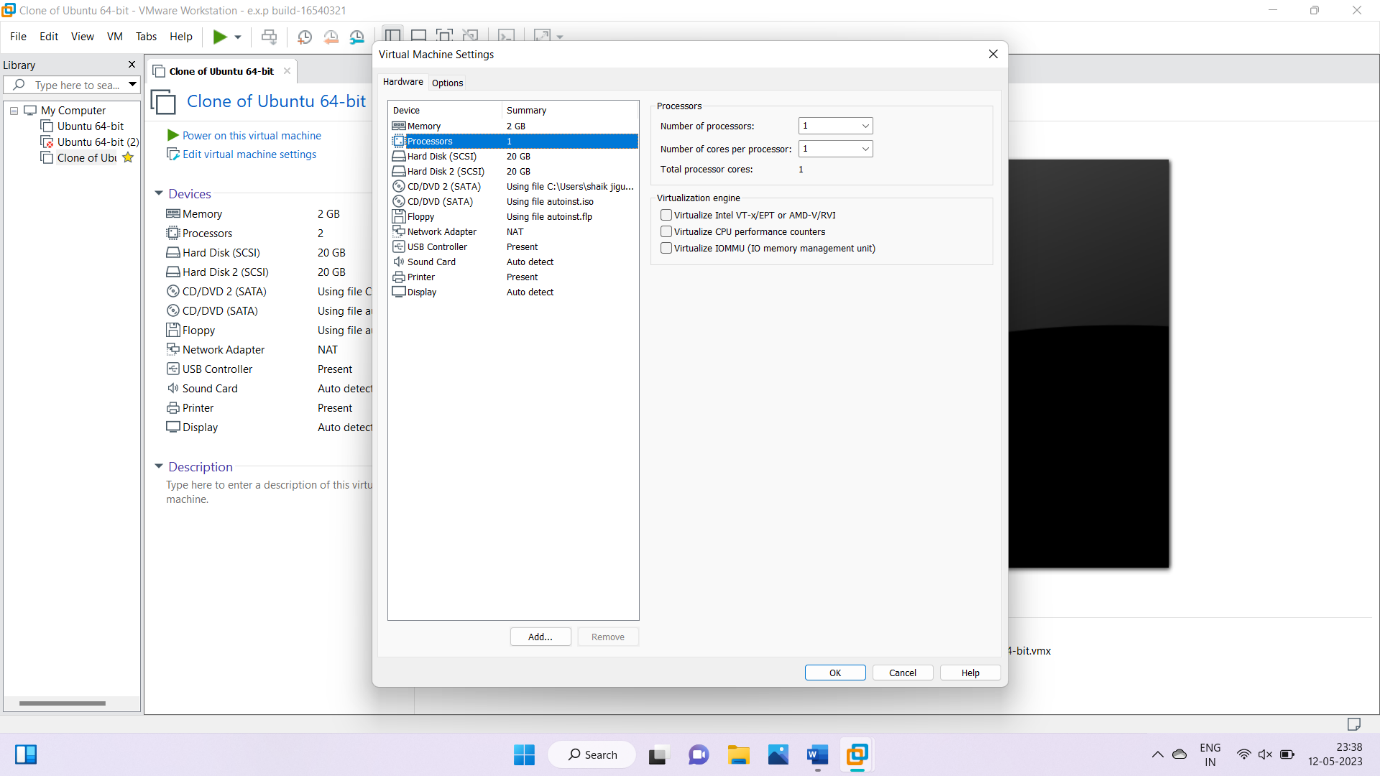 Clone of Ubuntu 64-bit - VMware Workstation - e.x.p build-16540321
File Edit View VM Tabs Help
Library
Type here to sea...
My Computer
Ubuntu 64-bit
Ubuntu 64-bit (2)
Clone of Ubu
Clone of Ubuntu 64-bit
Clone of Ubuntu 64-bit
Power on this virtual machine
Edit virtual machine settings
Devices
Memory 2 GB
Processors 2
Hard Disk (SCSI) 20 GB
Hard Disk 2 (SCSI) 20 GB
CD/DVD 2 (SATA) Using file C
CD/DVD (SATA) Using file a
Floppy Using file a
Network Adapter NAT
USB Controller Present
Sound Card Auto detect
Printer Present
Display Auto detect
Description
Type here to enter a description of this virtu
machine.
Virtual Machine Settings
Hardware Options
Device Summary
Memory 2 GB
Processors 1
Hard Disk (SCSI) 20 GB
Hard Disk 2 (SCSI) 20 GB
CD/DVD 2 (SATA) Using file C:\Users\shaik jigu...
CD/DVD (SATA) Using file autoinst.iso
Floppy Using file autoinst.flp
Network Adapter NAT
USB Controller Present
Sound Card Auto detect
Printer Present
Display Auto detect
Add... Remove
Processors
Number of processors: 1
Number of cores per processor: 1
Total processor cores: 1
Virtualization engine
Virtualize Intel VT-x/EPT or AMD-V/RVI
Virtualize CPU performance counters
Virtualize IOMMU (IO memory management unit)
OK Cancel Help
4-bit.vmx
Search
ENG
IN
23:38
12-05-2023